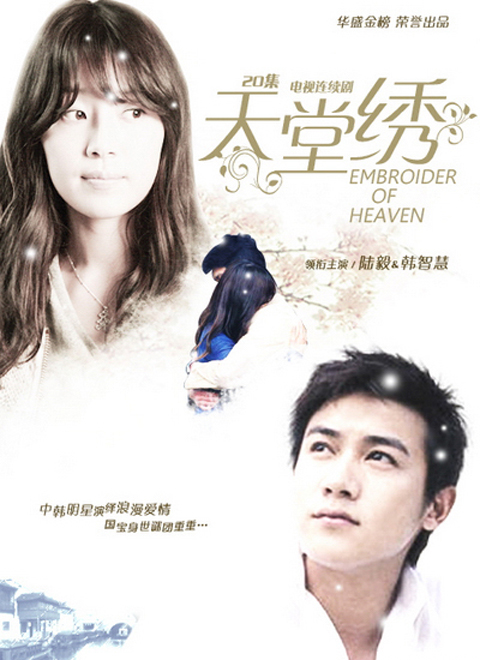 华盛金榜 荣誉出品
20集 电视连续剧
天堂绣
EMBROIDER
OF
HEAVEN
领衔主演/陆毅&韩智慧
中韩明星演绎浪漫爱情
国宝身世谜团重重…